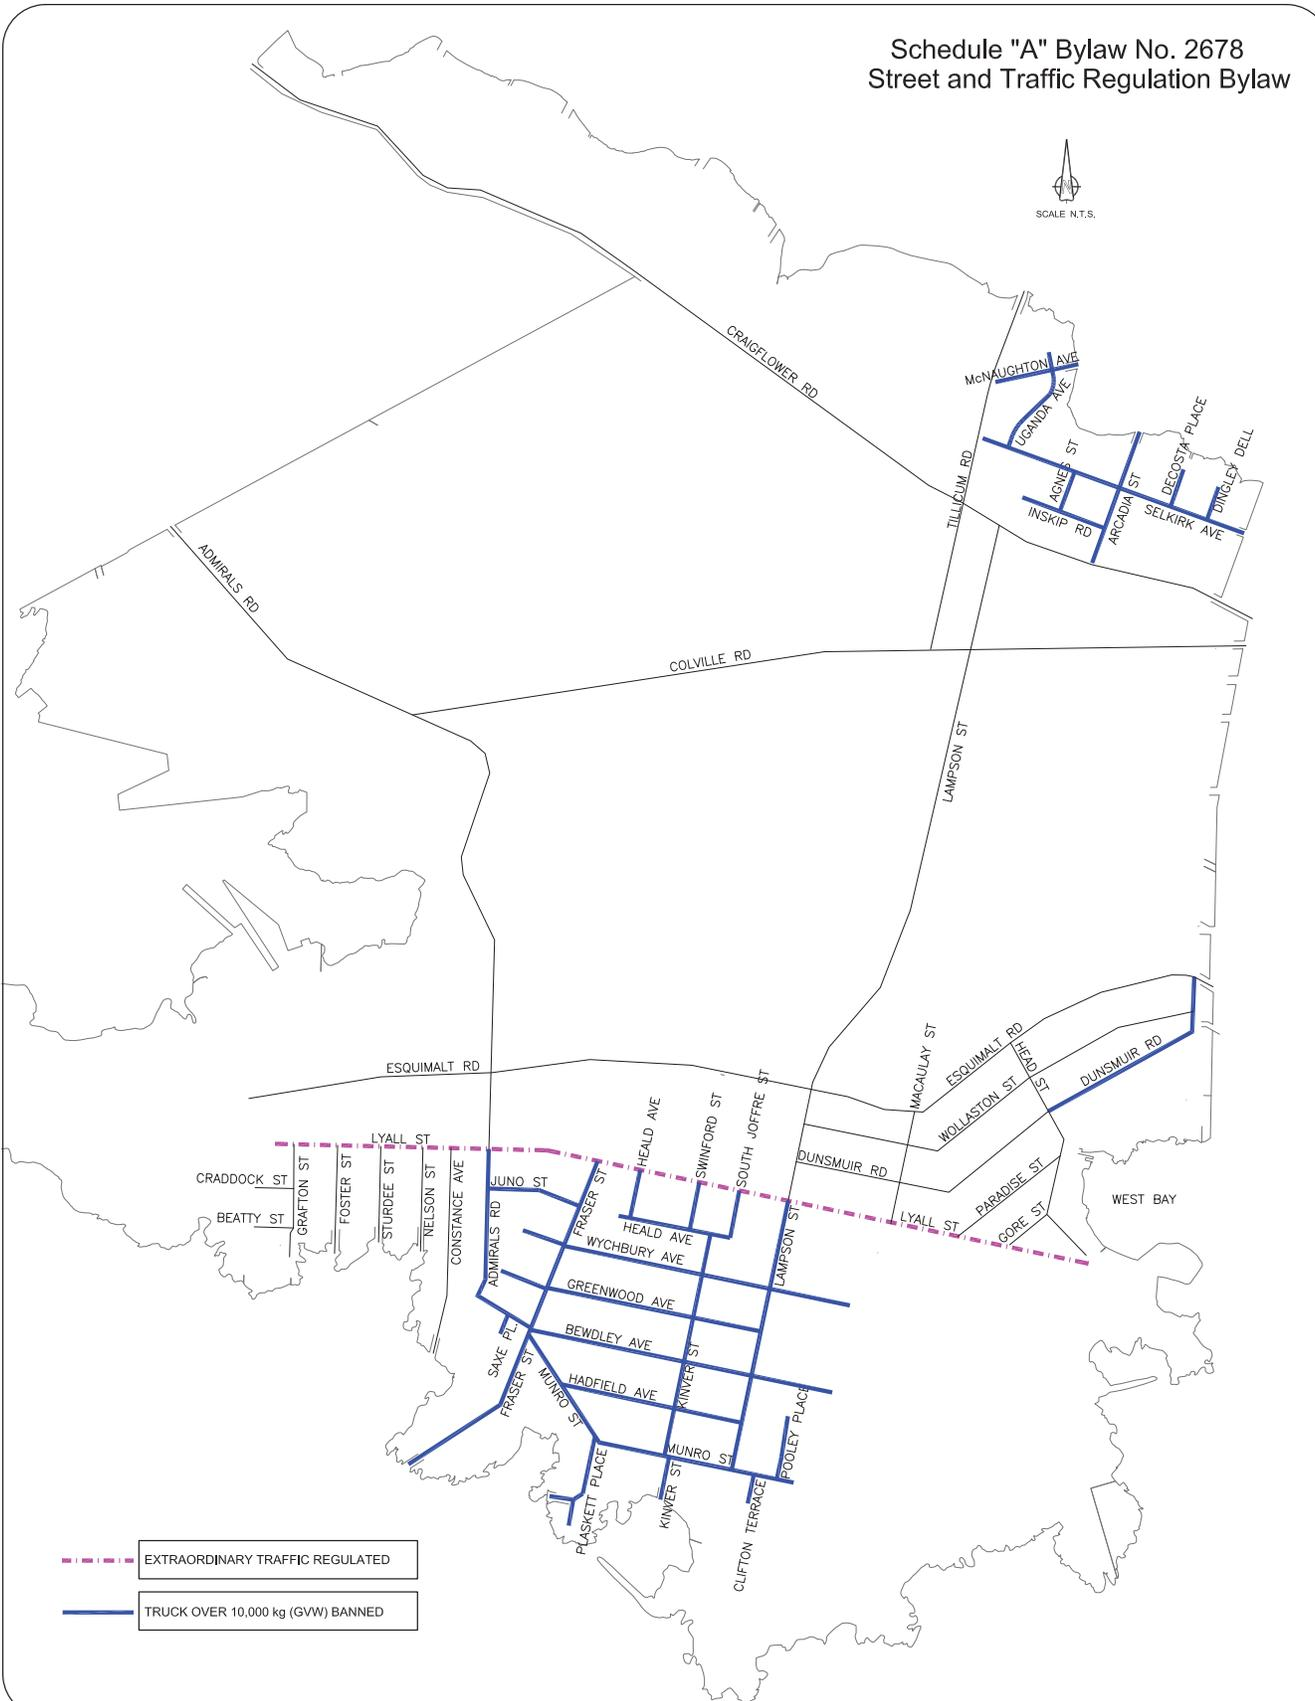 Schedule "A" Bylaw No. 2678
Street and Traffic Regulation Bylaw
N
SCALE N.T.S.
CRAIGFLOWER RD
McNAUGHTON AVE
UGANDA AVE
TILLICUM RD
AGNES ST
INSKIP RD
ARCADIA ST
DECOSTA PLACE
SELKIRK AVE
DINGLEY DELL
ADMIRALS RD
COLVILLE RD
LAMPSON ST
ESQUIMALT RD
MACAULAY ST
ESQUIMALT RD
HEAD ST
DUNSMUIR RD
WOLLASTON ST
LYALL ST
HEALD AVE
SWINFORD ST
SOUTH JOFFRE ST
DUNSMUIR RD
CRADDOCK ST
BEATTY ST
GRAFTON ST
FOSTER ST
STURDEE ST
NELSON ST
CONSTANCE AVE
ADMIRALS RD
JUNO ST
FRASER ST
HEALD AVE
LAMPSON ST
LYALL ST
PARADISE ST
GORE ST
WEST BAY
WYCHBURY AVE
GREENWOOD AVE
BEWDLEY AVE
SAXE PL.
FRASER ST
MUNRO ST
HADFIELD AVE
KINVER ST
MUNRO ST
POOLEY PLACE
PLASKETT PLACE
KINVER ST
CLIFTON TERRACE
EXTRAORDINARY TRAFFIC REGULATED
TRUCK OVER 10,000 kg (GVW) BANNED